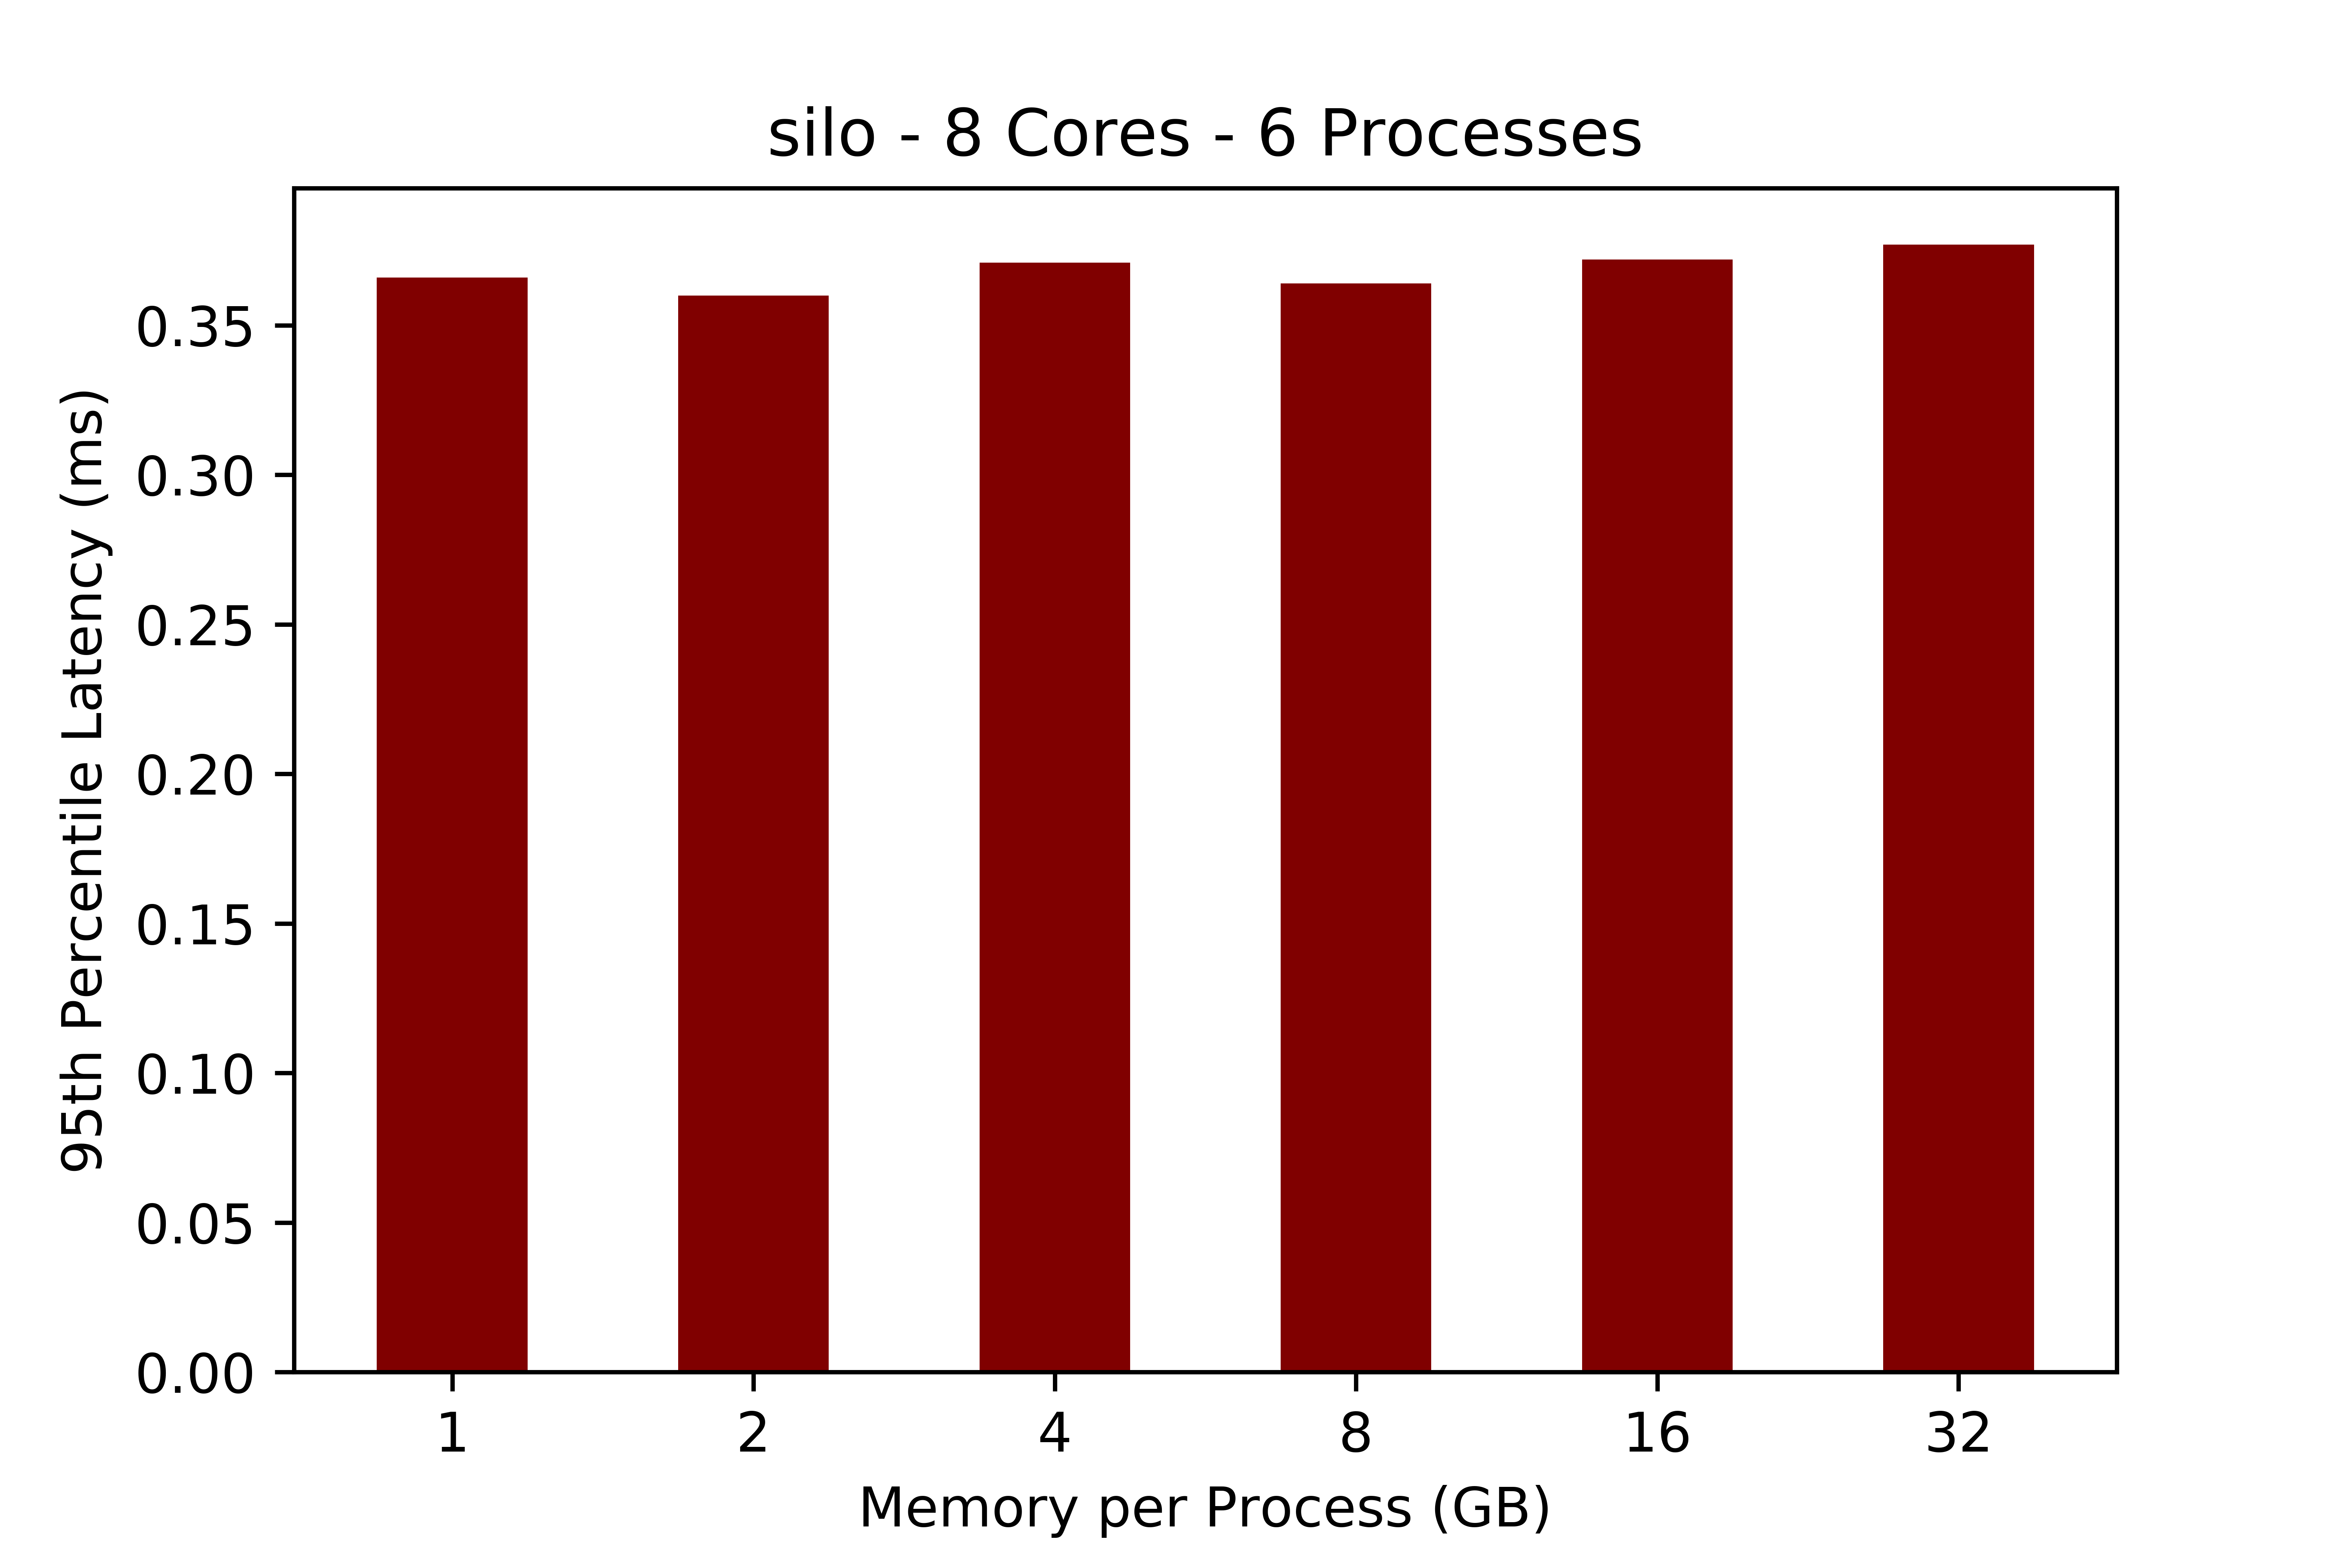 silo - 8 Cores - 6 Processes
95th Percentile Latency (ms)
0.35
0.30
0.25
0.20
0.15
0.10
0.05
0.00
1 2 4 8 16 32
Memory per Process (GB)